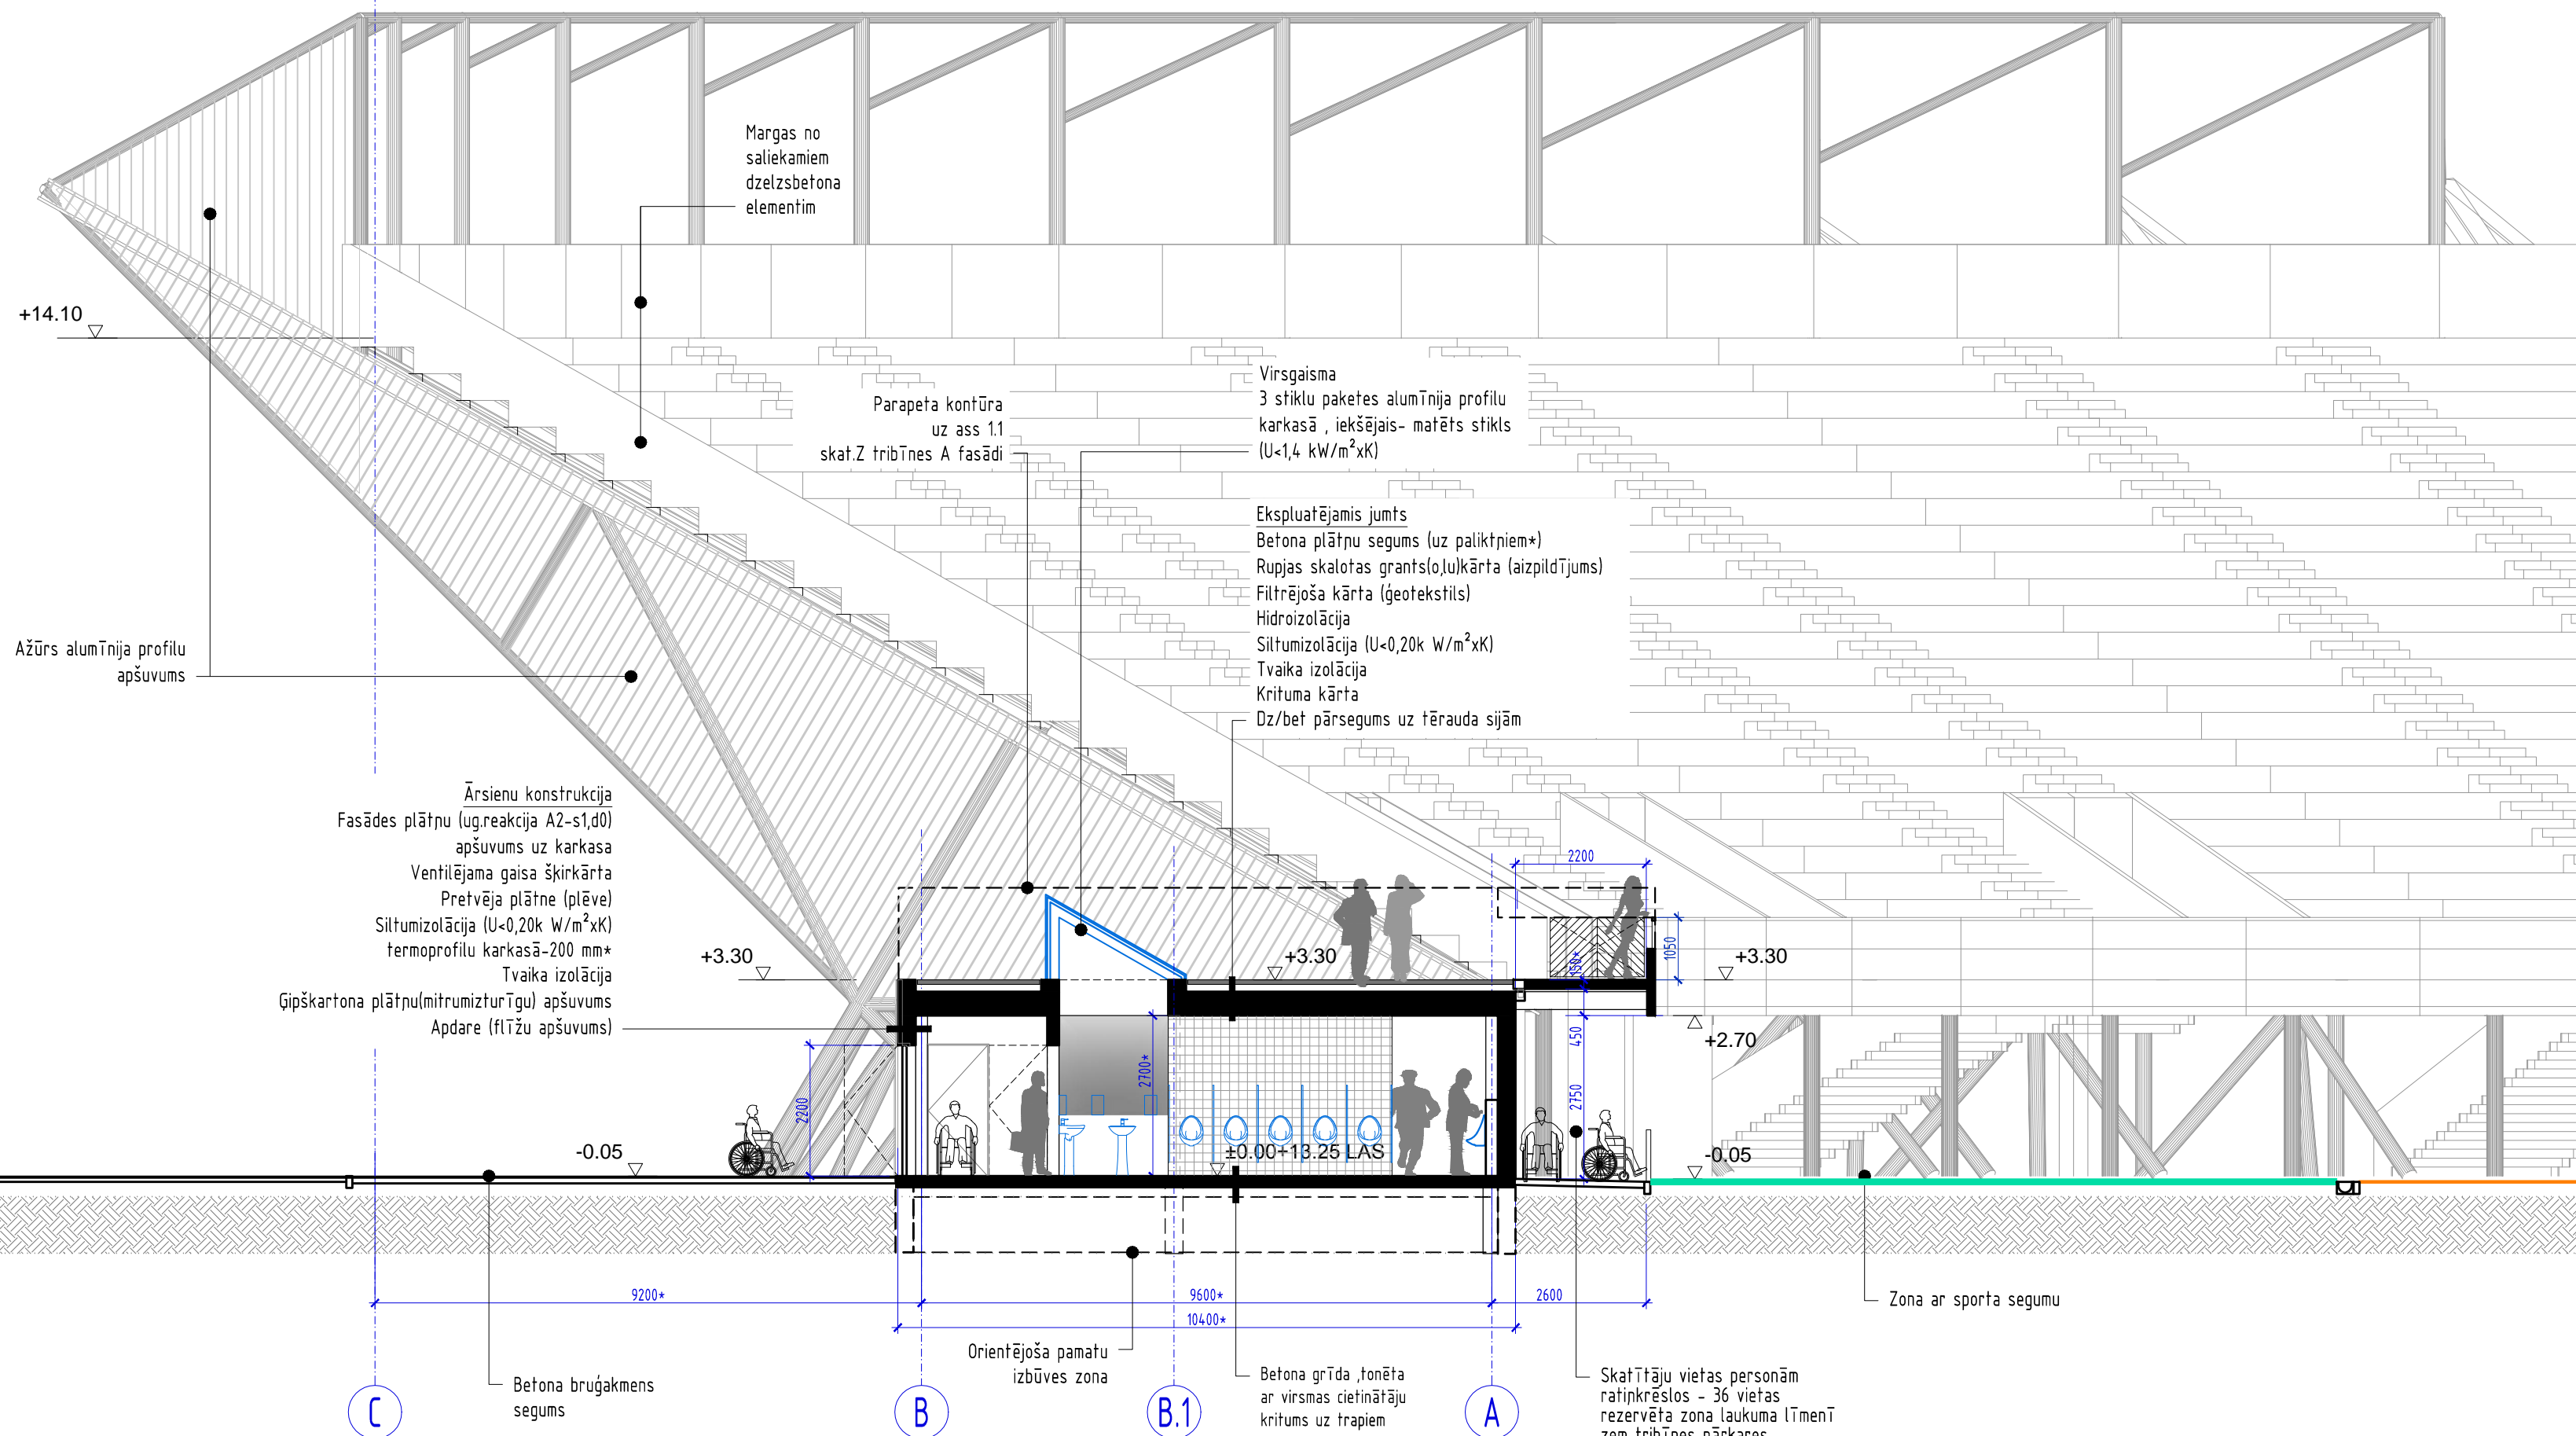 Margas no
saliekamiem
dzelzsbetona
elementim
+14.10
Parapeta kontūra
uz ass 1.1
skat.Z tribīnes A fasādi
Virsgaisma
3 stiklu paketes alumīnija profilu
karkasā , iekšējais- matēts stikls
(U<1,4 kW/m²xK)
Ekspluatējamis jumts
Betona plātņu segums (uz paliktņiem*)
Rupjas skalotas grants(o,lu)kārta (aizpildījums)
Filtrējoša kārta (ģeotekstils)
Hidroizolācija
Siltumizolācija (U<0,20k W/m²xK)
Tvaika izolācija
Krituma kārta
Dz/bet pārsegums uz tērauda sijām
Ažūrs alumīnija profilu
apšuvums
Ārsienu konstrukcija
Fasādes plātņu (ug.reakcija A2-s1,d0)
apšuvums uz karkasa
Ventilējama gaisa šķirkārta
Pretvēja plātne (plēve)
Siltumizolācija (U<0,20k W/m²xK)
termoprofilu karkasā-200 mm*
Tvaika izolācija
Ģipškartona plātņu(mitrumizturīgu) apšuvums
Apdare (flīžu apšuvums)
2200
+3.30
+3.30
150*
1050
+3.30
450
+2.70
2200
2700*
2750
-0.05
±0.00=13.25 LAS
-0.05
9200*
9600*
2600
10400*
Zona ar sporta segumu
Orientējoša pamatu
izbūves zona
Betona bruģakmens
segums
Betona grīda ,tonēta
ar virsmas cietinātāju
kritums uz trapiem
Skatītāju vietas personām
ratiņkrēslos - 36 vietas
rezervēta zona laukuma līmenī
zem tribīnes pārkares
C
B
B.1
A